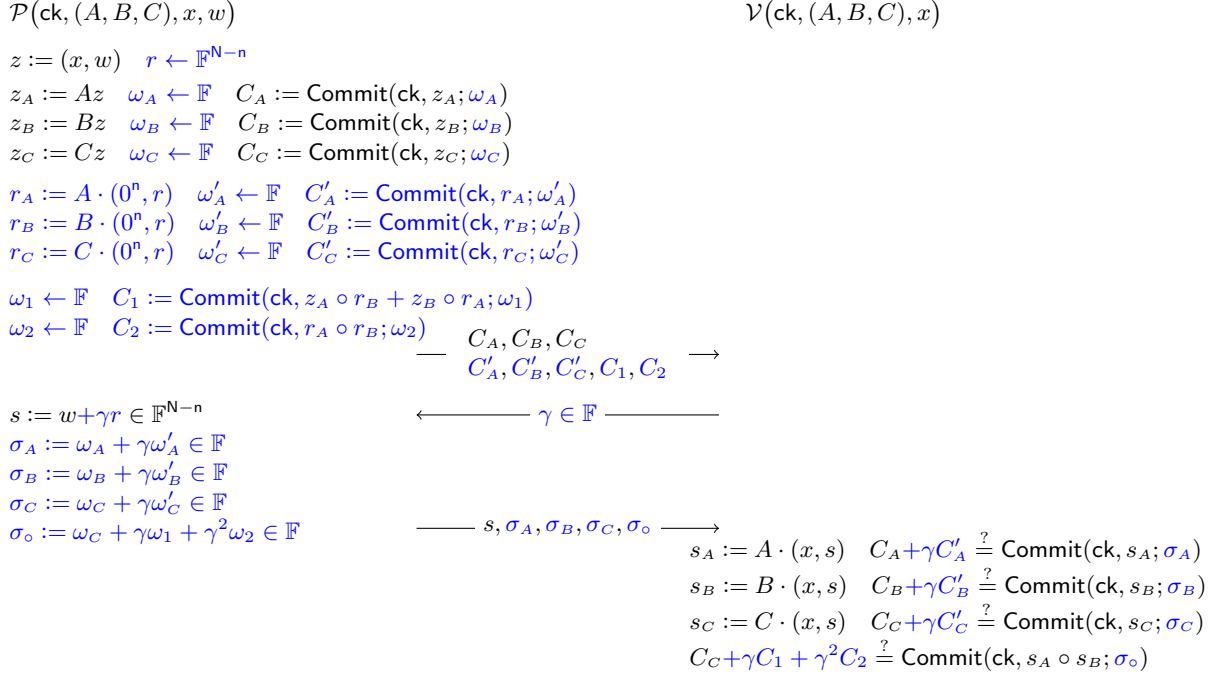 𝒫(ck, (A, B, C), x, w)
𝒱(ck, (A, B, C), x)
z := (x, w) r ← 𝔽^{N−n}
z_A := Az ω_A ← 𝔽 C_A := Commit(ck, z_A; ω_A)
z_B := Bz ω_B ← 𝔽 C_B := Commit(ck, z_B; ω_B)
z_C := Cz ω_C ← 𝔽 C_C := Commit(ck, z_C; ω_C)
r_A := A · (0^n, r) ω′_A ← 𝔽 C′_A := Commit(ck, r_A; ω′_A)
r_B := B · (0^n, r) ω′_B ← 𝔽 C′_B := Commit(ck, r_B; ω′_B)
r_C := C · (0^n, r) ω′_C ← 𝔽 C′_C := Commit(ck, r_C; ω′_C)
ω_1 ← 𝔽 C_1 := Commit(ck, z_A ∘ r_B + z_B ∘ r_A; ω_1)
ω_2 ← 𝔽 C_2 := Commit(ck, r_A ∘ r_B; ω_2)
C_A, C_B, C_C
C′_A, C′_B, C′_C, C_1, C_2
γ ∈ 𝔽
s := w+γr ∈ 𝔽^{N−n}
σ_A := ω_A + γω′_A ∈ 𝔽
σ_B := ω_B + γω′_B ∈ 𝔽
σ_C := ω_C + γω′_C ∈ 𝔽
σ_∘ := ω_C + γω_1 + γ^2ω_2 ∈ 𝔽
s, σ_A, σ_B, σ_C, σ_∘
s_A := A · (x, s) C_A+γC′_A ≟ Commit(ck, s_A; σ_A)
s_B := B · (x, s) C_B+γC′_B ≟ Commit(ck, s_B; σ_B)
s_C := C · (x, s) C_C+γC′_C ≟ Commit(ck, s_C; σ_C)
C_C+γC_1 + γ^2C_2 ≟ Commit(ck, s_A ∘ s_B; σ_∘)